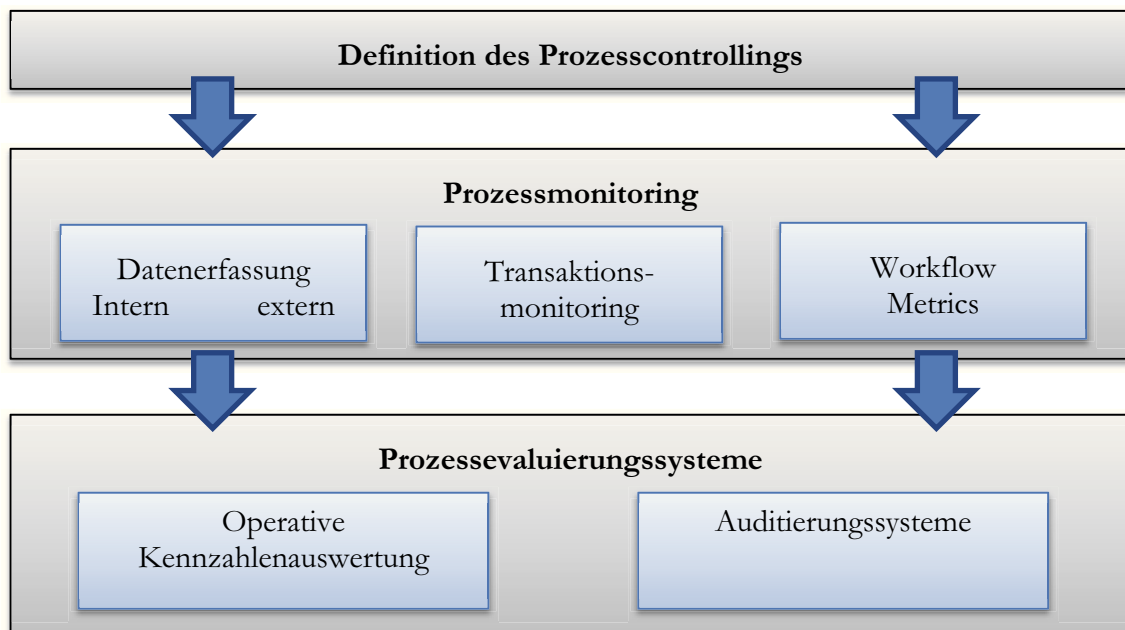 Definition des Prozesscontrollings
Prozessmonitoring
Datenerfassung
Intern extern
Transaktions-
monitoring
Workflow
Metrics
Prozessevaluierungssysteme
Operative
Kennzahlenauswertung
Auditierungssysteme